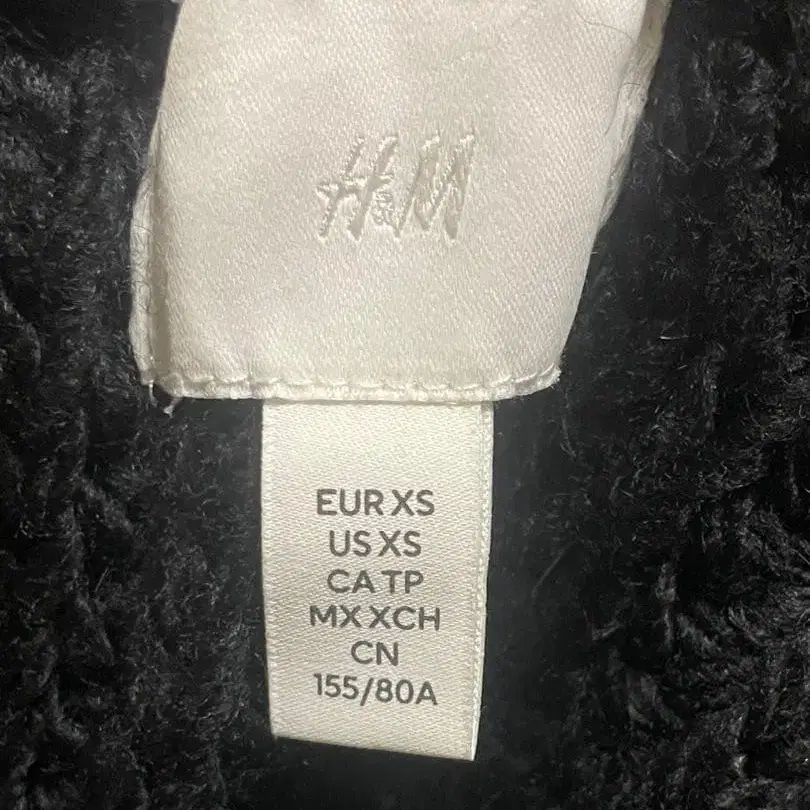 H&M
EUR XS
US XS
CA TP
MX XCH
CN
155/80A